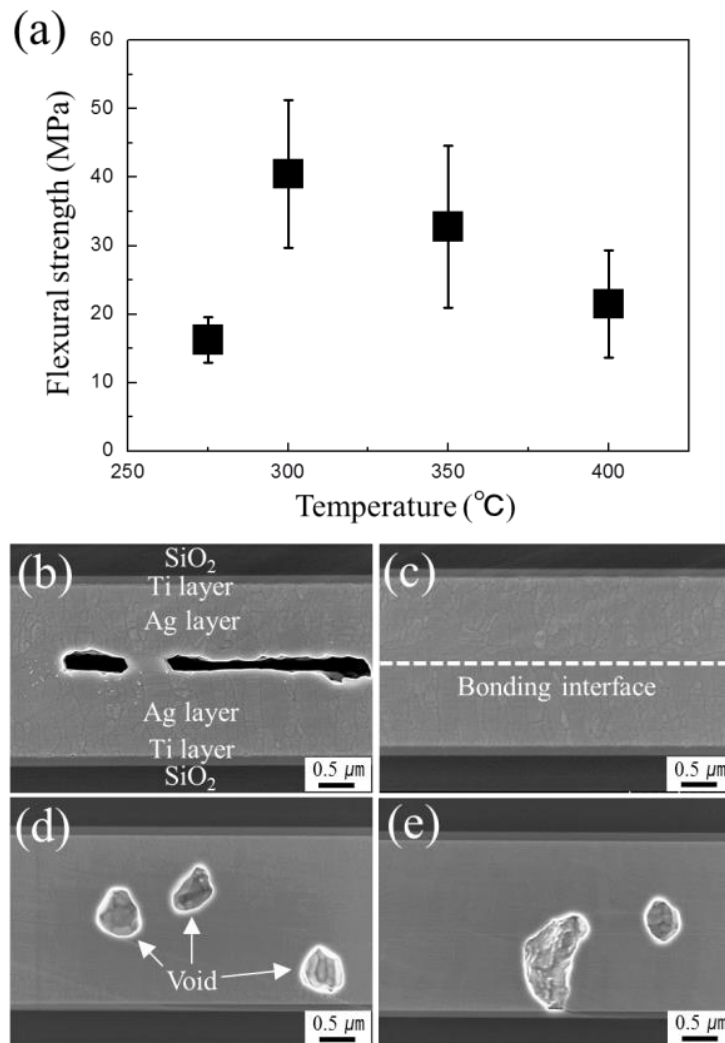 (a)
Flexural strength (MPa)
60
50
40
30
20
10
0
250
300
350
400
Temperature (°C)
(b)
SiO₂
Ti layer
Ag layer
Ag layer
Ti layer
SiO₂
0.5 μm
(c)
Bonding interface
0.5 μm
(d)
Void
0.5 μm
(e)
0.5 μm